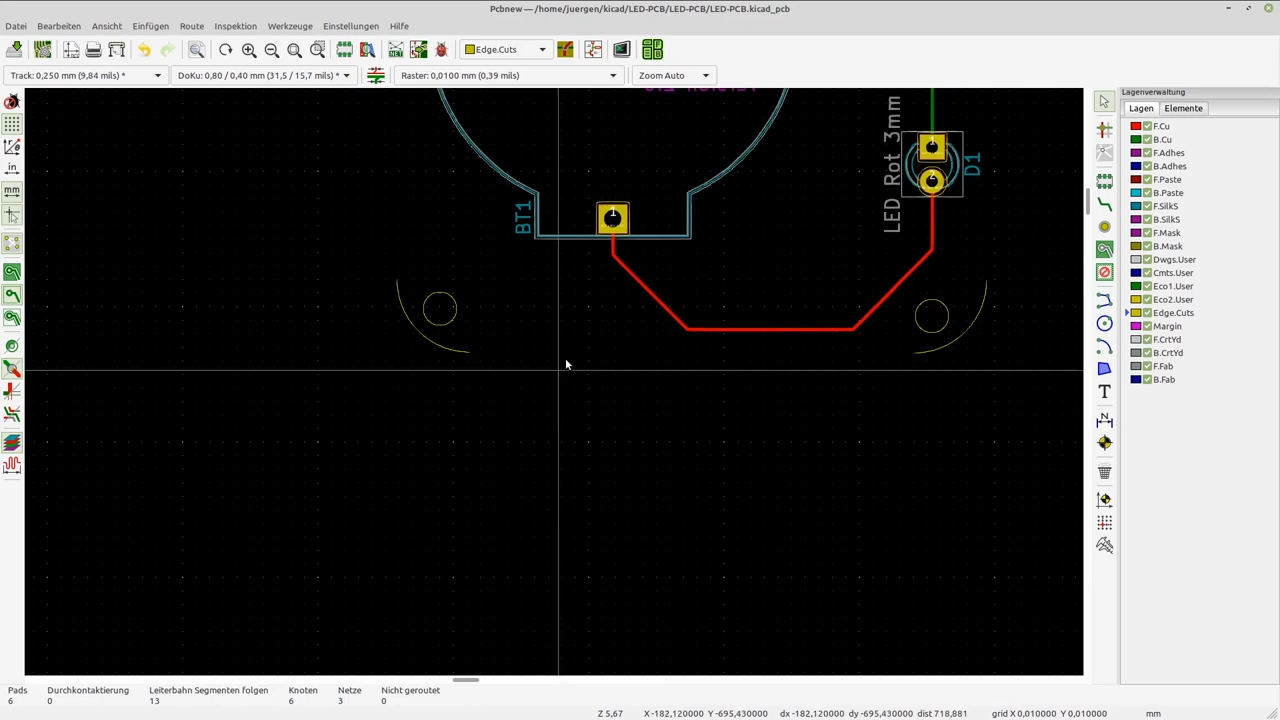 Pcbnew — /home/juergen/kicad/LED-PCB/LED-PCB/LED-PCB.kicad_pcb
Datei Bearbeiten Ansicht Einfügen Route Inspektion Werkzeuge Einstellungen Hilfe
NET Edge.Cuts
Track: 0,250 mm (9,84 mils) * DoKu: 0,80 / 0,40 mm (31,5 / 15,7 mils) * Raster: 0,0100 mm (0,39 mils) Zoom Auto
Lagenverwaltung
Lagen Elemente
F.Cu
B.Cu
F.Adhes
B.Adhes
F.Paste
B.Paste
F.SilkS
B.SilkS
F.Mask
B.Mask
Dwgs.User
Cmts.User
Eco1.User
Eco2.User
Edge.Cuts
Margin
F.CrtYd
B.CrtYd
F.Fab
B.Fab
in
mm
LED Rot 3mm
1
2
D1
BT1
1
T
N
Pads Durchkontaktierung Leiterbahn Segmenten folgen Knoten Netze Nicht geroutet
6 0 13 6 3 0
Z 5,67 X -182,120000 Y -695,430000 dx -182,120000 dy -695,430000 dist 718,881 grid X 0,010000 Y 0,010000 mm